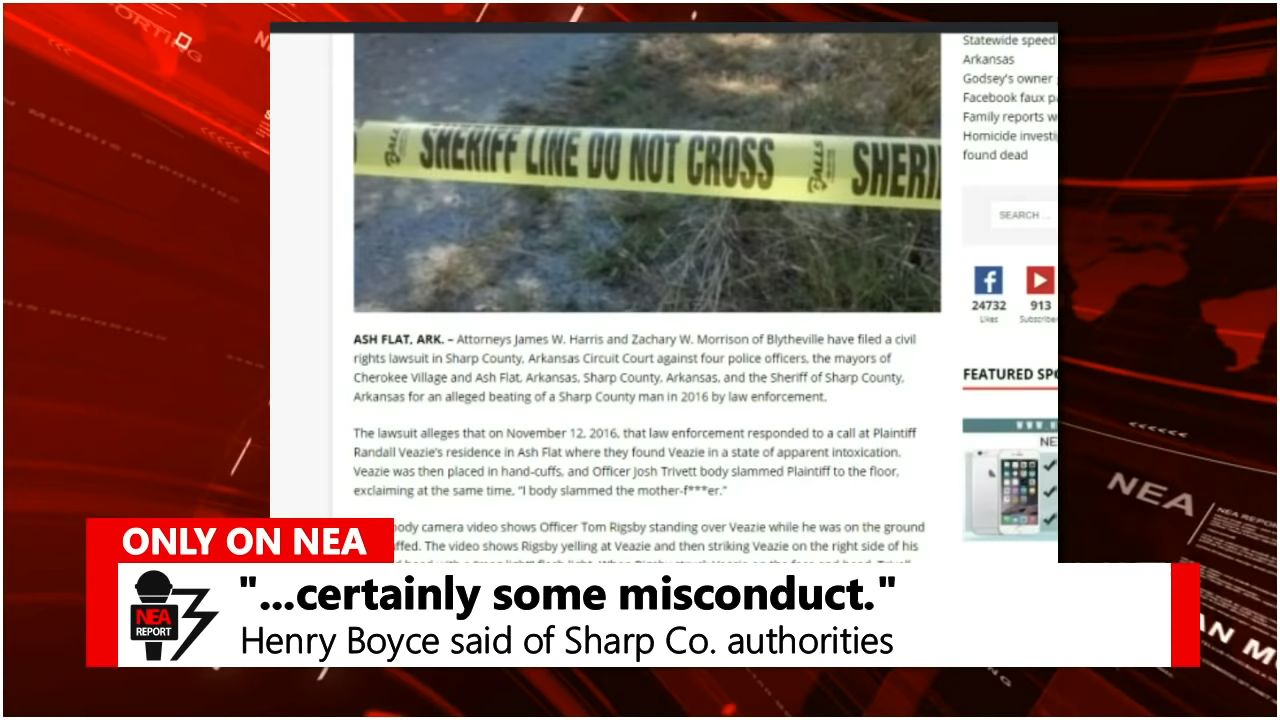 Statewide speed
Arkansas
Godsey's owner
Facebook faux
Family reports
Homicide
found dead
SHERIFF LINE DO NOT CROSS
BALLS
SEARCH ...
24732
Likes
913
ASH FLAT, ARK. – Attorneys James W. Harris and Zachary W. Morrison of Blytheville have filed a civil
rights lawsuit in Sharp County, Arkansas Circuit Court against four police officers, the mayors of
Cherokee Village and Ash Flat, Arkansas, Sharp County, Arkansas, and the Sheriff of Sharp County,
Arkansas for an alleged beating of a Sharp County man in 2016 by law enforcement.
FEATURED
The lawsuit alleges that on November 12, 2016, that law enforcement responded to a call at Plaintiff
Randall Veazie's residence in Ash Flat where they found Veazie in a state of apparent intoxication.
Veazie was then placed in hand-cuffs, and Officer Josh Trivett body slammed Plaintiff to the floor,
exclaiming at the same time, "I body slammed the mother-f***er."
body camera video shows Officer Tom Rigsby standing over Veazie while he was on the ground
The video shows Rigsby yelling at Veazie and then striking Veazie on the right side of his
ONLY ON NEA
"...certainly some misconduct."
Henry Boyce said of Sharp Co. authorities
NEA
REPORT
NEA